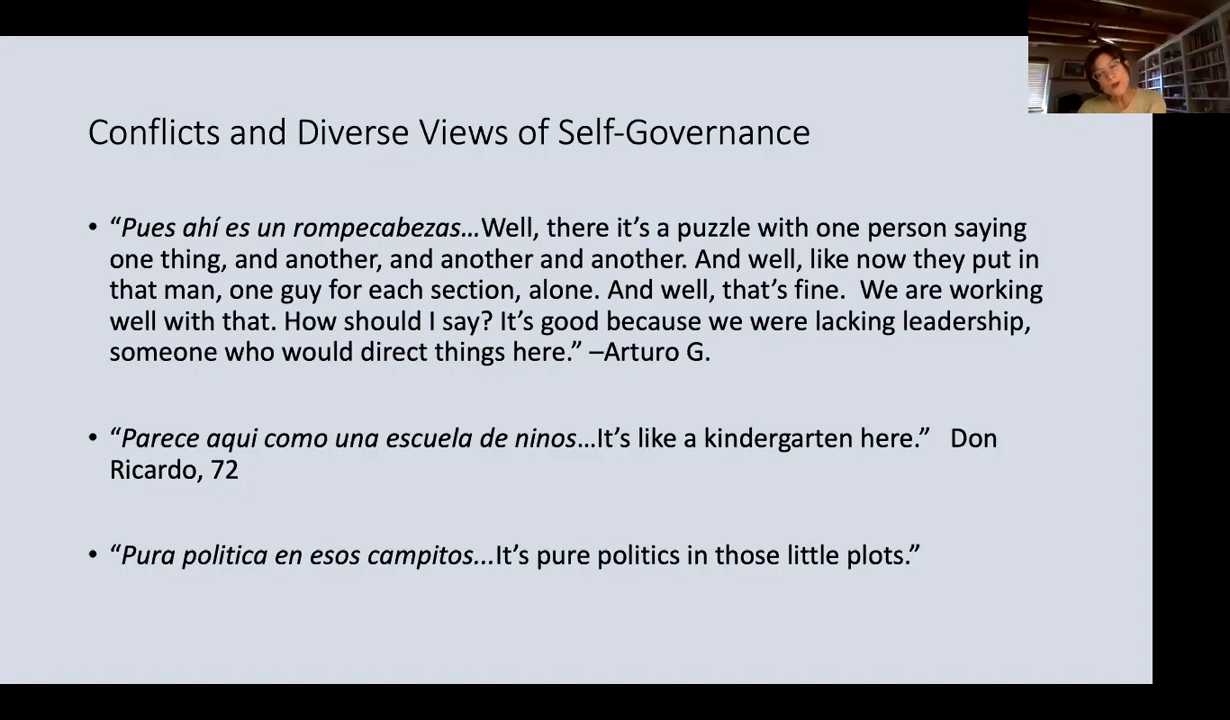 Conflicts and Diverse Views of Self-Governance
• “Pues ahí es un rompecabezas…Well, there it’s a puzzle with one person saying
one thing, and another, and another and another. And well, like now they put in
that man, one guy for each section, alone. And well, that’s fine.  We are working
well with that. How should I say? It’s good because we were lacking leadership,
someone who would direct things here.” –Arturo G.
• “Parece aqui como una escuela de ninos…It’s like a kindergarten here.”   Don
Ricardo, 72
• “Pura politica en esos campitos...It’s pure politics in those little plots.”